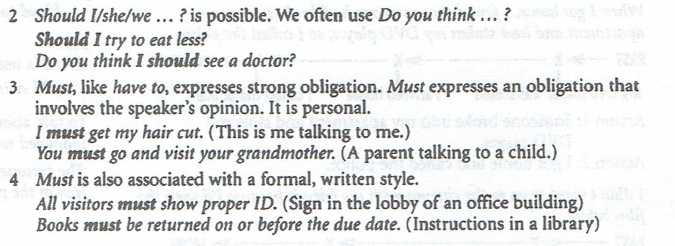 2 Should I/she/we … ? is possible. We often use Do you think … ?
Should I try to eat less?
Do you think I should see a doctor?
3 Must, like have to, expresses strong obligation. Must expresses an obligation that
involves the speaker's opinion. It is personal.
I must get my hair cut. (This is me talking to me.)
You must go and visit your grandmother. (A parent talking to a child.)
4 Must is also associated with a formal, written style.
All visitors must show proper ID. (Sign in the lobby of an office building)
Books must be returned on or before the due date. (Instructions in a library)